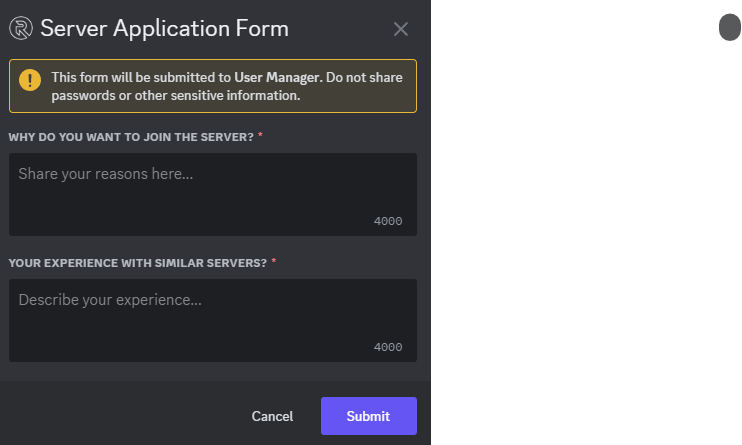 Server Application Form
This form will be submitted to User Manager. Do not share
passwords or other sensitive information.
WHY DO YOU WANT TO JOIN THE SERVER? *
Share your reasons here...
4000
YOUR EXPERIENCE WITH SIMILAR SERVERS? *
Describe your experience...
4000
Cancel Submit